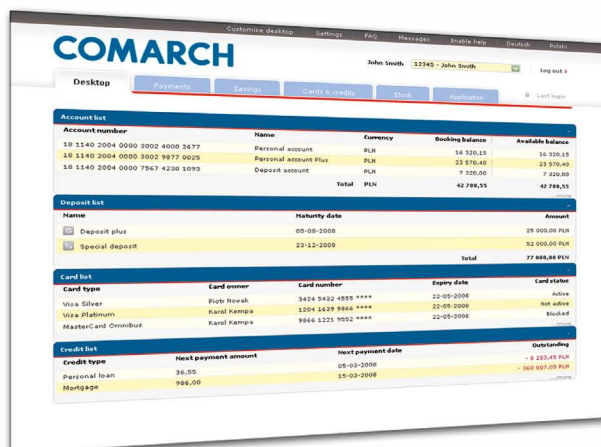 Customize desktop Settings FAQ Messages Enable help Deutsch Polski
COMARCH
John Smith 12345 - John Smith Log out >
Desktop Payments Savings Cards & credits Stock Application Last login
Account list
Account number Name Currency Booking balance Available balance
18 1140 2004 0000 3002 4008 2677 Personal account PLN 16 320,15 16 320,15
18 1140 2004 0000 3002 9877 0025 Personal account Plus PLN 23 570,40 23 570,40
18 1140 2004 0000 7567 4230 1093 Deposit account PLN 7 320,00 7 320,00
Total PLN 42 780,55 42 780,55
...more
Deposit list
Name Maturity date Amount
Deposit plus 05-08-2008 25 000,00 PLN
Special deposit 23-12-2008 52 000,00 PLN
Total 77 000,00 PLN
Card list
Card type Card owner Card number Expiry date Card status
Visa Silver Piotr Novak 3424 5432 4555 **** 22-05-2008 Active
Visa Platinum Karol Kempa 1204 1639 9866 **** 22-05-2008 Not active
MasterCard Omnibus Karol Kempa 9866 1221 9552 **** 22-05-2008 Blocked
...more
Credit list
Credit type Next payment amount Next payment date Outstanding
Personal loan 36,55 05-03-2008 - 8 283,45 PLN
Mortgage 986,00 15-03-2008 - 360 007,05 PLN
...more